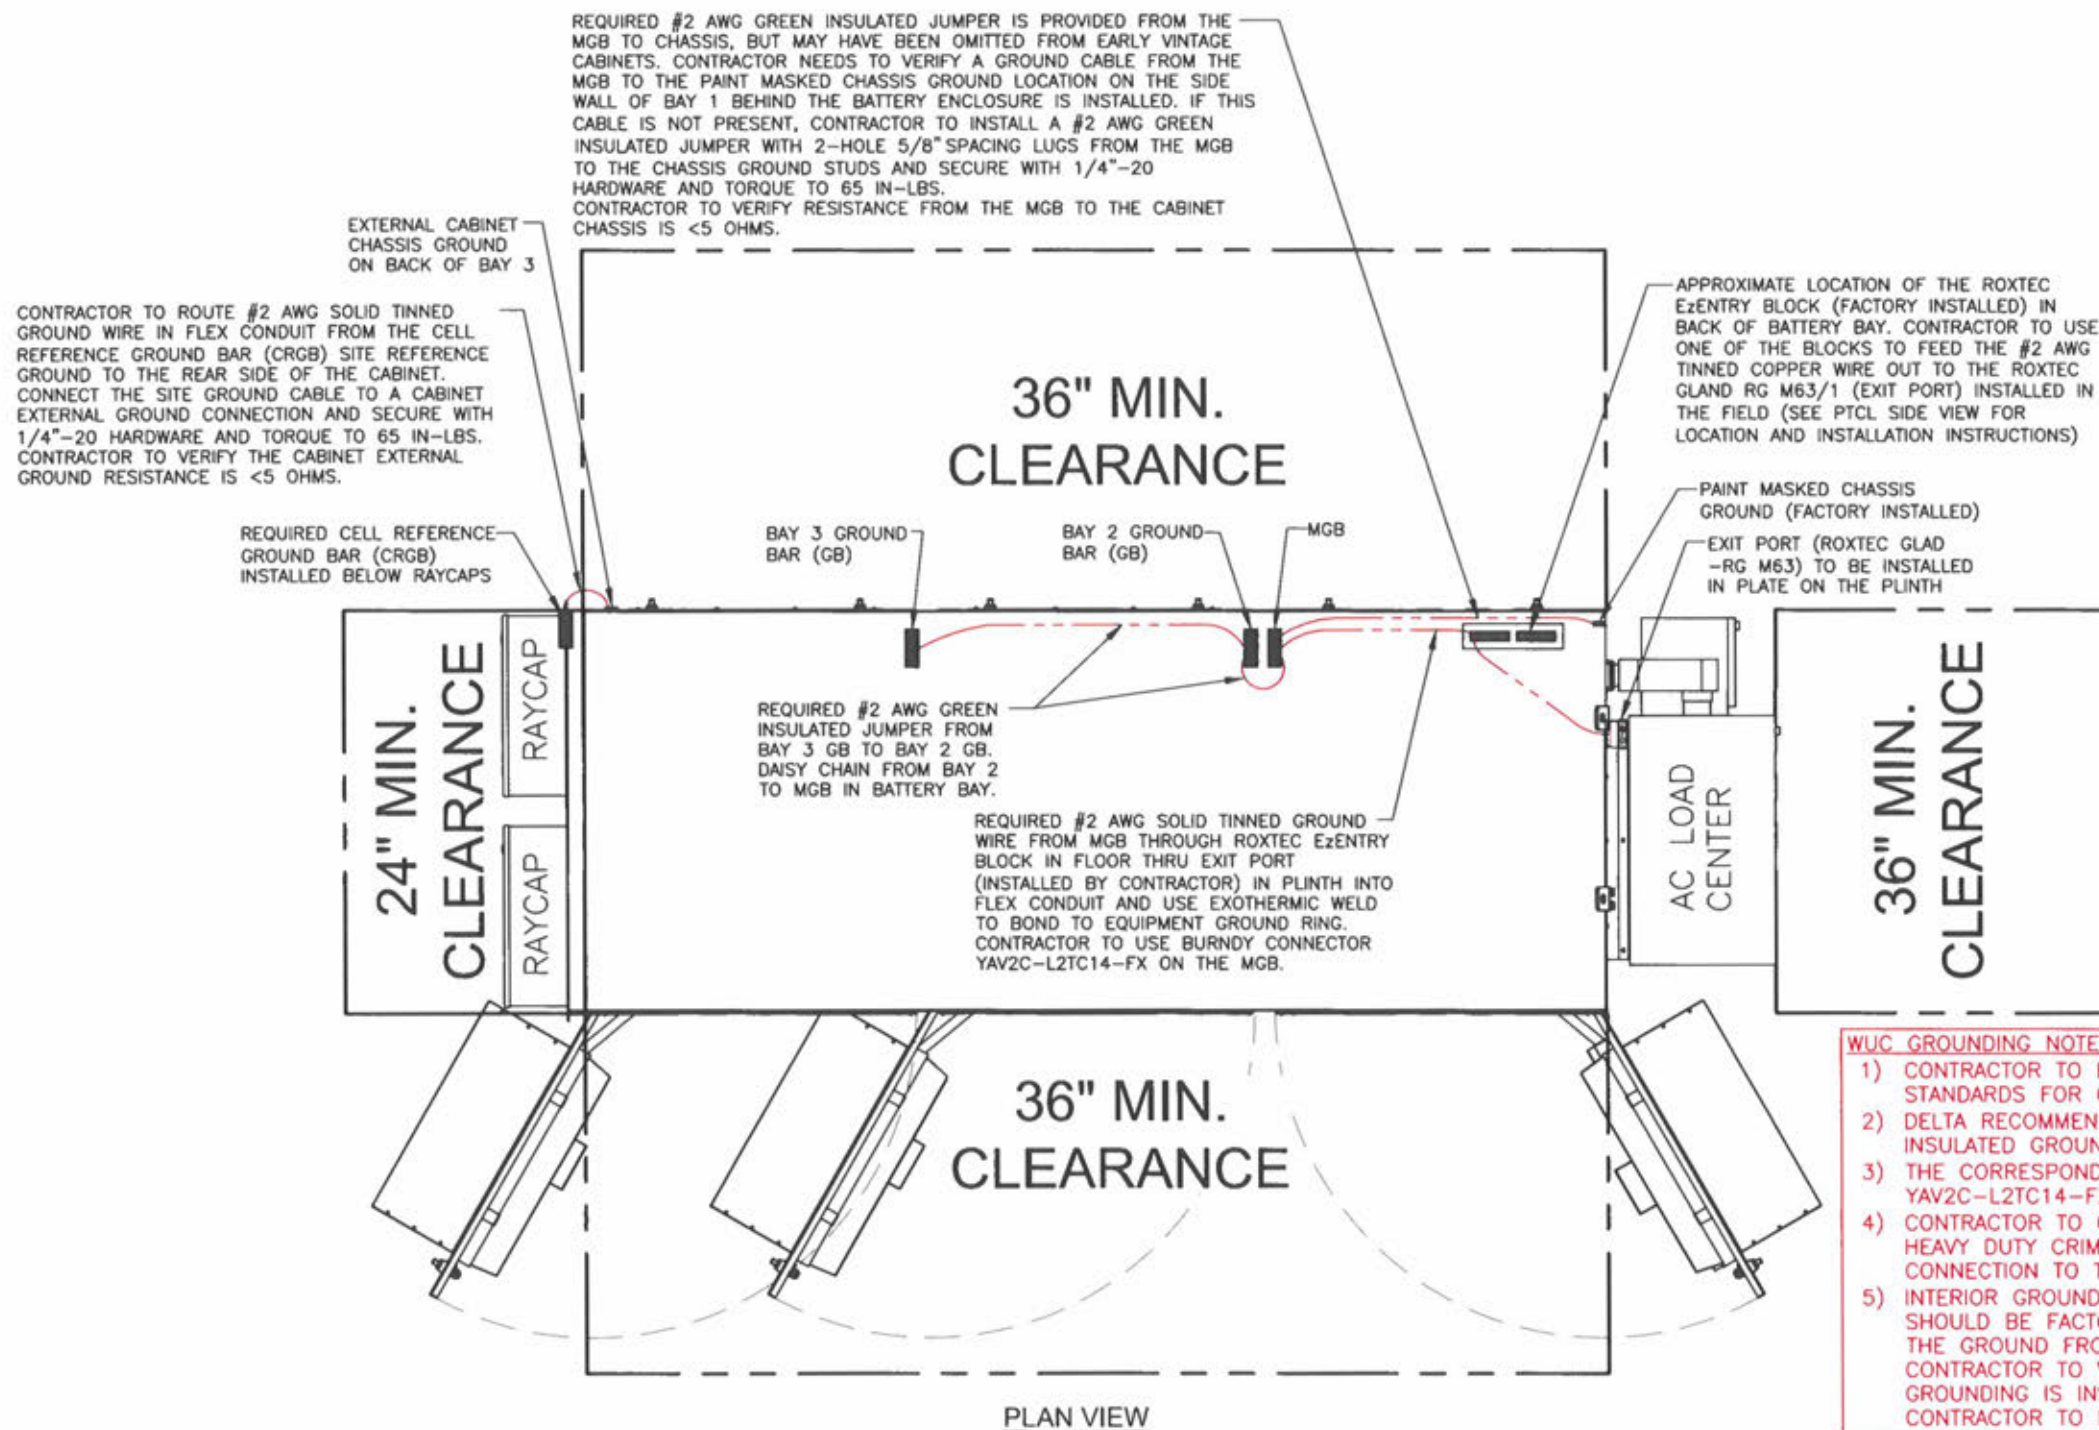 REQUIRED #2 AWG GREEN INSULATED JUMPER IS PROVIDED FROM THE
MGB TO CHASSIS, BUT MAY HAVE BEEN OMITTED FROM EARLY VINTAGE
CABINETS. CONTRACTOR NEEDS TO VERIFY A GROUND CABLE FROM THE
MGB TO THE PAINT MASKED CHASSIS GROUND LOCATION ON THE SIDE
WALL OF BAY 1 BEHIND THE BATTERY ENCLOSURE IS INSTALLED. IF THIS
CABLE IS NOT PRESENT, CONTRACTOR TO INSTALL A #2 AWG GREEN
INSULATED JUMPER WITH 2-HOLE 5/8" SPACING LUGS FROM THE MGB
TO THE CHASSIS GROUND STUDS AND SECURE WITH 1/4"-20
HARDWARE AND TORQUE TO 65 IN-LBS.
CONTRACTOR TO VERIFY RESISTANCE FROM THE MGB TO THE CABINET
CHASSIS IS <5 OHMS.
EXTERNAL CABINET
CHASSIS GROUND
ON BACK OF BAY 3
CONTRACTOR TO ROUTE #2 AWG SOLID TINNED
GROUND WIRE IN FLEX CONDUIT FROM THE CELL
REFERENCE GROUND BAR (CRGB) SITE REFERENCE
GROUND TO THE REAR SIDE OF THE CABINET.
CONNECT THE SITE GROUND CABLE TO A CABINET
EXTERNAL GROUND CONNECTION AND SECURE WITH
1/4"-20 HARDWARE AND TORQUE TO 65 IN-LBS.
CONTRACTOR TO VERIFY THE CABINET EXTERNAL
GROUND RESISTANCE IS <5 OHMS.
36" MIN.
CLEARANCE
APPROXIMATE LOCATION OF THE ROXTEC
EzENTRY BLOCK (FACTORY INSTALLED) IN
BACK OF BATTERY BAY. CONTRACTOR TO USE
ONE OF THE BLOCKS TO FEED THE #2 AWG
TINNED COPPER WIRE OUT TO THE ROXTEC
GLAND RG M63/1 (EXIT PORT) INSTALLED IN
THE FIELD (SEE PTCL SIDE VIEW FOR
LOCATION AND INSTALLATION INSTRUCTIONS)
PAINT MASKED CHASSIS
GROUND (FACTORY INSTALLED)
EXIT PORT (ROXTEC GLAD
-RG M63) TO BE INSTALLED
IN PLATE ON THE PLINTH
REQUIRED CELL REFERENCE
GROUND BAR (CRGB)
INSTALLED BELOW RAYCAPS
BAY 3 GROUND
BAR (GB)
BAY 2 GROUND
BAR (GB)
MGB
24" MIN.
CLEARANCE
RAYCAP
RAYCAP
REQUIRED #2 AWG GREEN
INSULATED JUMPER FROM
BAY 3 GB TO BAY 2 GB.
DAISY CHAIN FROM BAY 2
TO MGB IN BATTERY BAY.
REQUIRED #2 AWG SOLID TINNED GROUND
WIRE FROM MGB THROUGH ROXTEC EzENTRY
BLOCK IN FLOOR THRU EXIT PORT
(INSTALLED BY CONTRACTOR) IN PLINTH INTO
FLEX CONDUIT AND USE EXOTHERMIC WELD
TO BOND TO EQUIPMENT GROUND RING.
CONTRACTOR TO USE BURNDY CONNECTOR
YAV2C-L2TC14-FX ON THE MGB.
AC LOAD
CENTER
36" MIN.
CLEARANCE
36" MIN.
CLEARANCE
WUC GROUNDING NOTE
1) CONTRACTOR TO
STANDARDS FOR
2) DELTA RECOMMEN
INSULATED GROUN
3) THE CORRESPOND
YAV2C-L2TC14-F
4) CONTRACTOR TO
HEAVY DUTY CRIM
CONNECTION TO
5) INTERIOR GROUND
SHOULD BE FACT
THE GROUND FRO
CONTRACTOR TO
GROUNDING IS IN
CONTRACTOR TO
PLAN VIEW